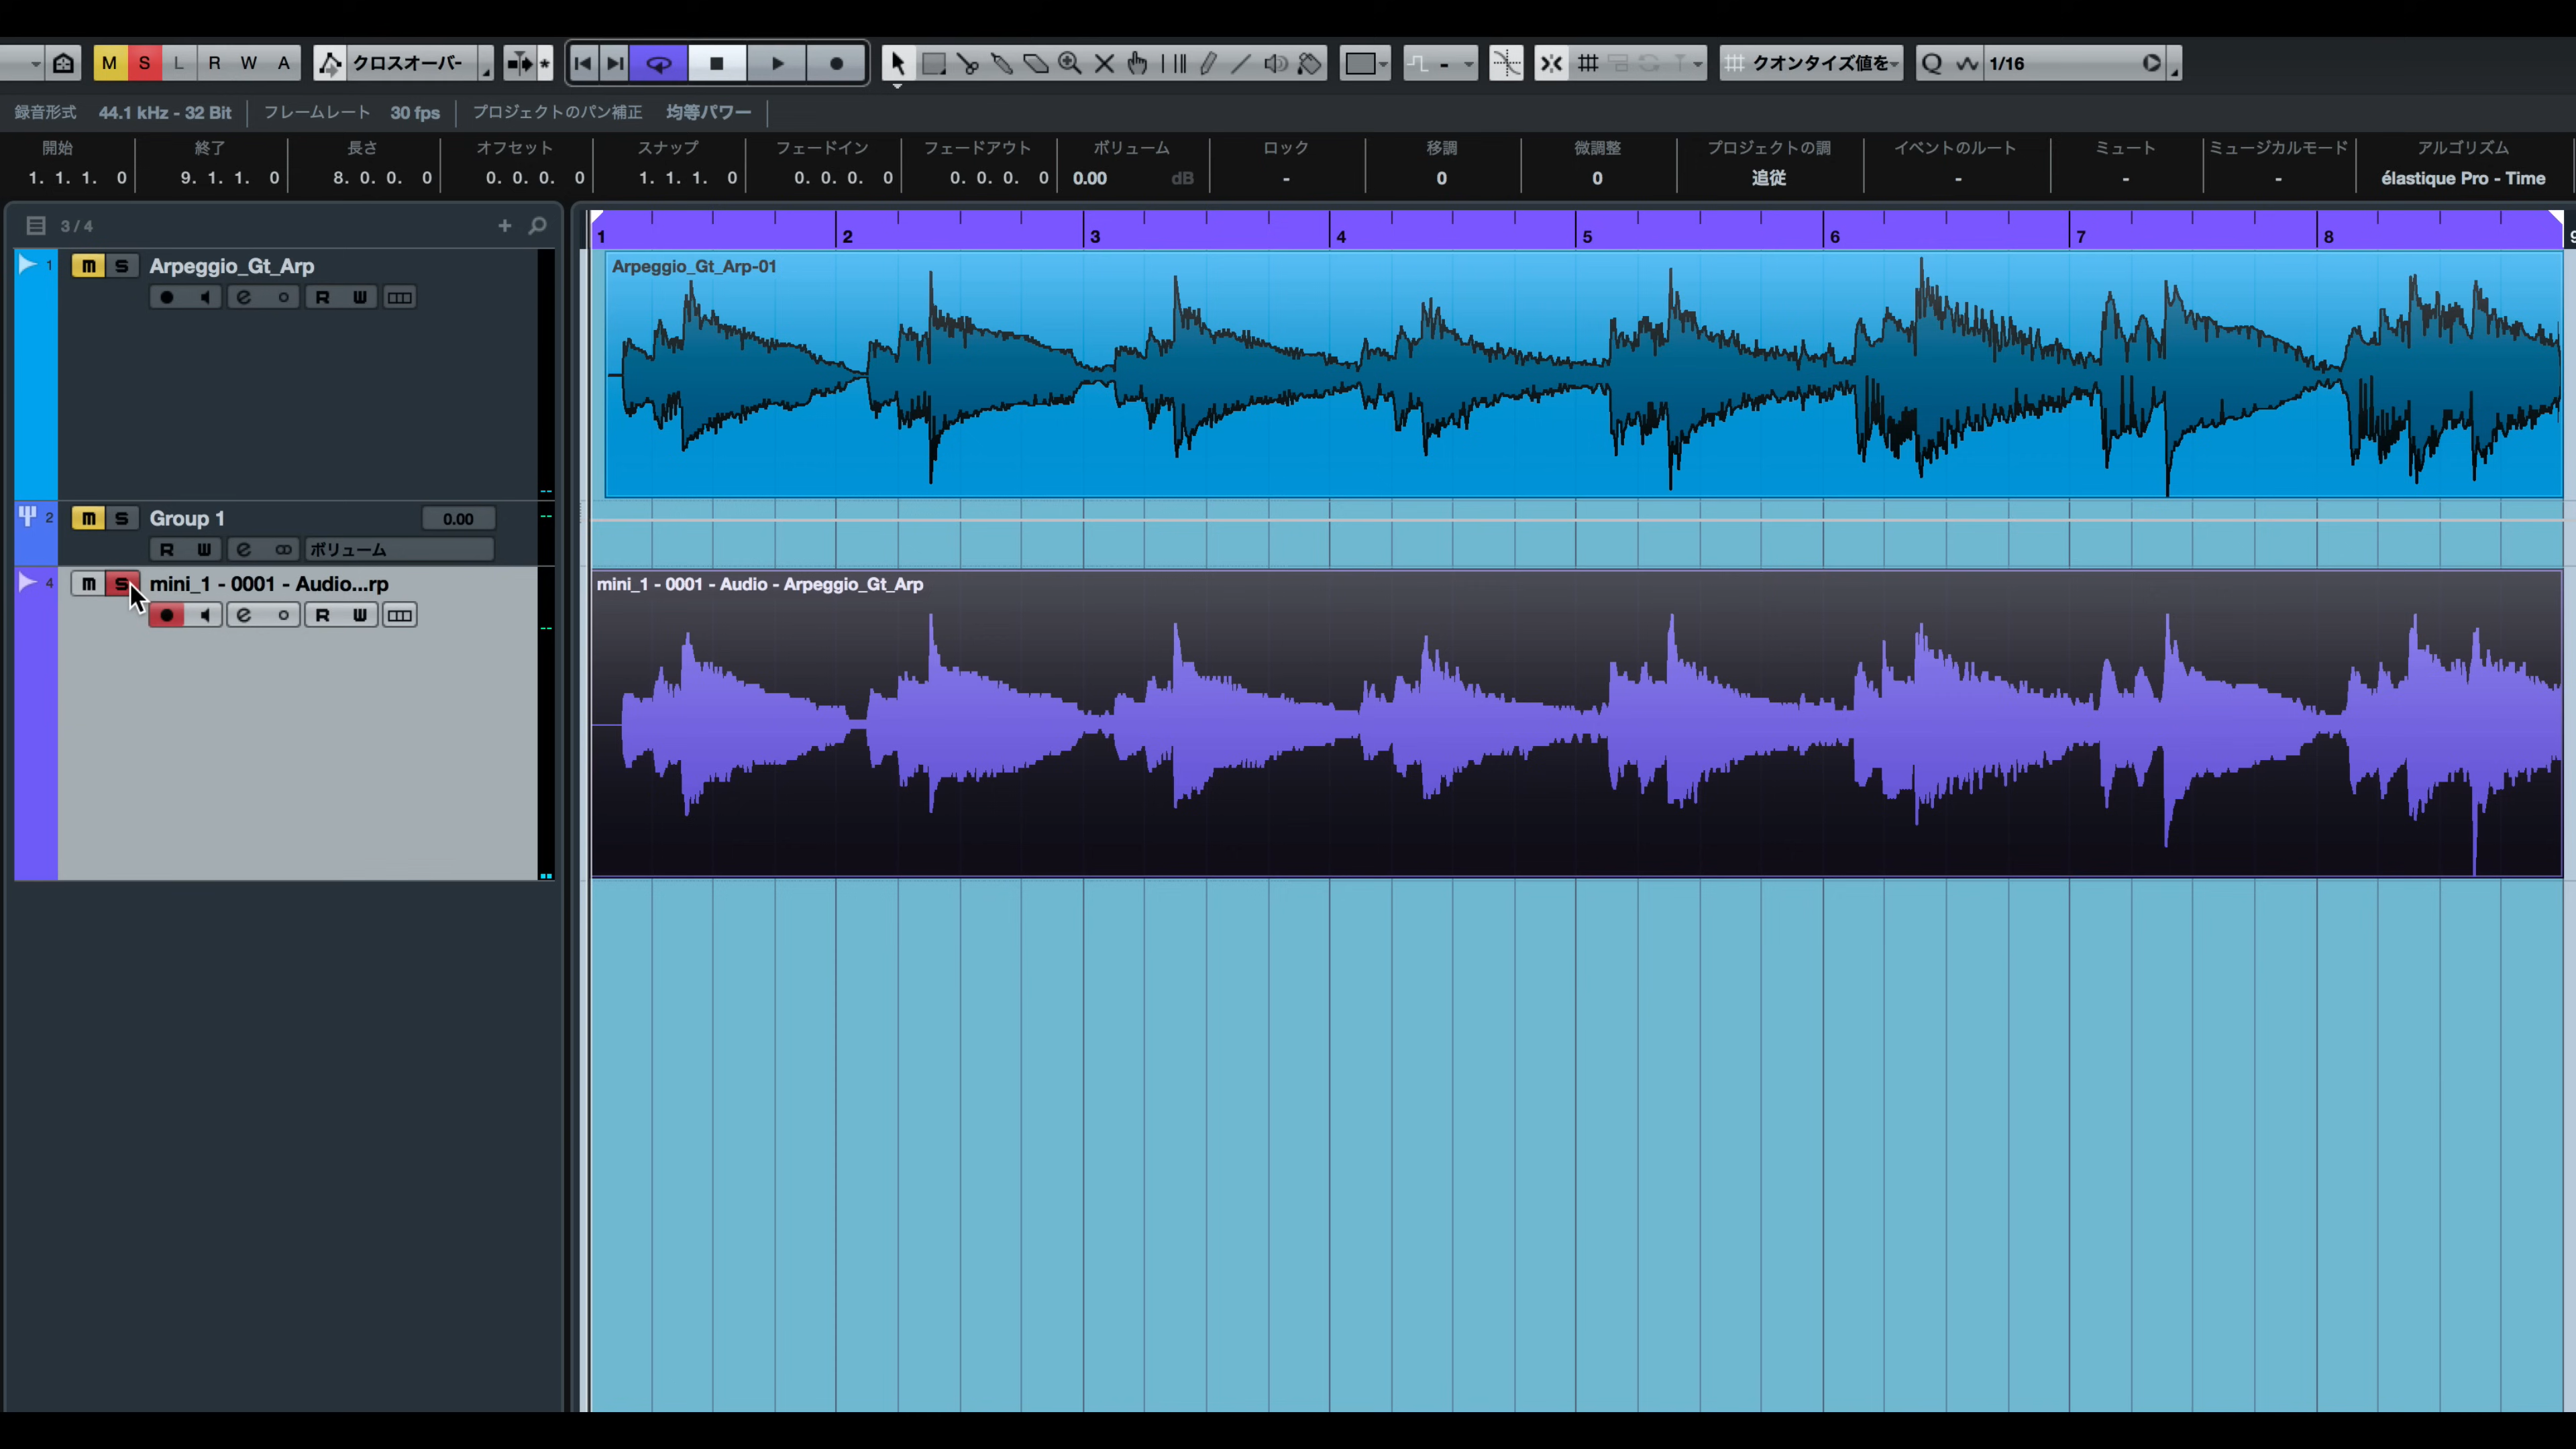 M S L R W A クロスオーバー * クオンタイズ値を Q 1/16
録音形式 44.1 kHz - 32 Bit フレームレート 30 fps プロジェクトのパン補正 均等パワー
開始 終了 長さ オフセット スナップ フェードイン フェードアウト ボリューム ロック 移調 微調整 プロジェクトの調 イベントのルート ミュート ミュージカルモード アルゴリズム
1. 1. 1. 0 9. 1. 1. 0 8. 0. 0. 0 0. 0. 0. 0 1. 1. 1. 0 0. 0. 0. 0 0. 0. 0. 0 0.00 dB - 0 0 追従 - - - élastique Pro - Time
3 / 4
1 2 3 4 5 6 7 8 9
1 m S Arpeggio_Gt_Arp
R W
Arpeggio_Gt_Arp-01
2 m S Group 1 0.00
R W e ボリューム
4 m S mini_1 - 0001 - Audio...rp
e R W
mini_1 - 0001 - Audio - Arpeggio_Gt_Arp